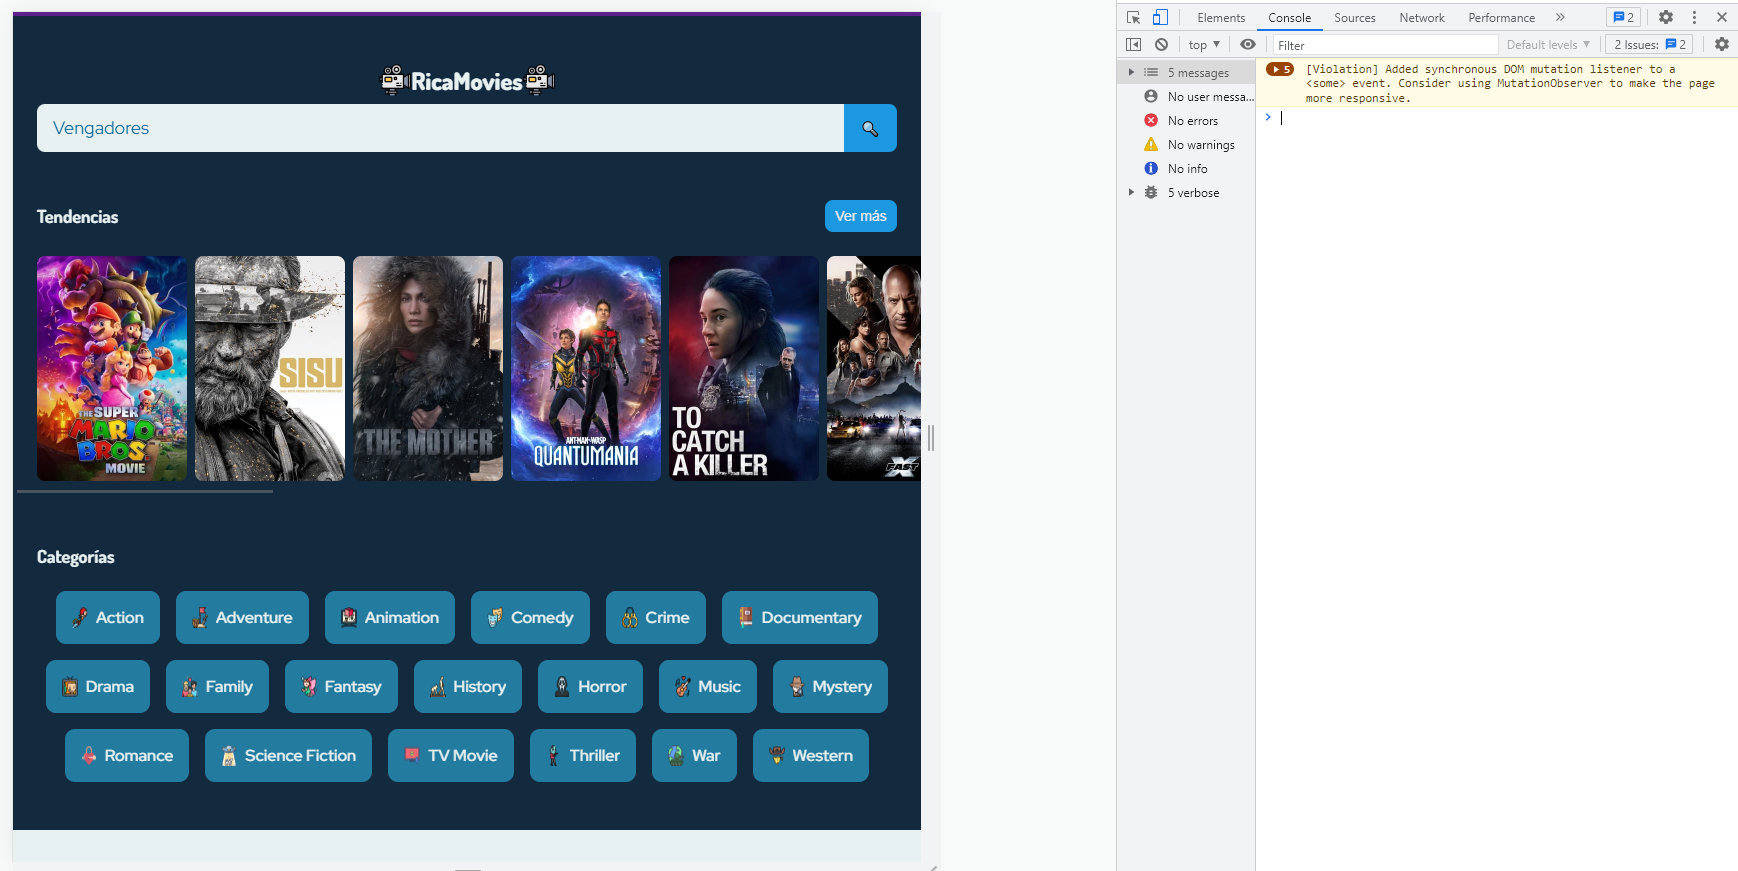 RicaMovies
Vengadores
Tendencias
Ver más
THE SUPER
MARIO
BROS.
MOVIE
SISU
THE MOTHER
ANT-MAN AND THE WASP
QUANTUMANIA
TO
CATCH
A KILLER
FAST X
Categorías
Action
Adventure
Animation
Comedy
Crime
Documentary
Drama
Family
Fantasy
History
Horror
Music
Mystery
Romance
Science Fiction
TV Movie
Thriller
War
Western
Elements
Console
Sources
Network
Performance
2
top
Filter
Default levels
2 Issues:
2
5 messages
No user messa...
No errors
No warnings
No info
5 verbose
5
[Violation] Added synchronous DOM mutation listener to a
<some> event. Consider using MutationObserver to make the page
more responsive.